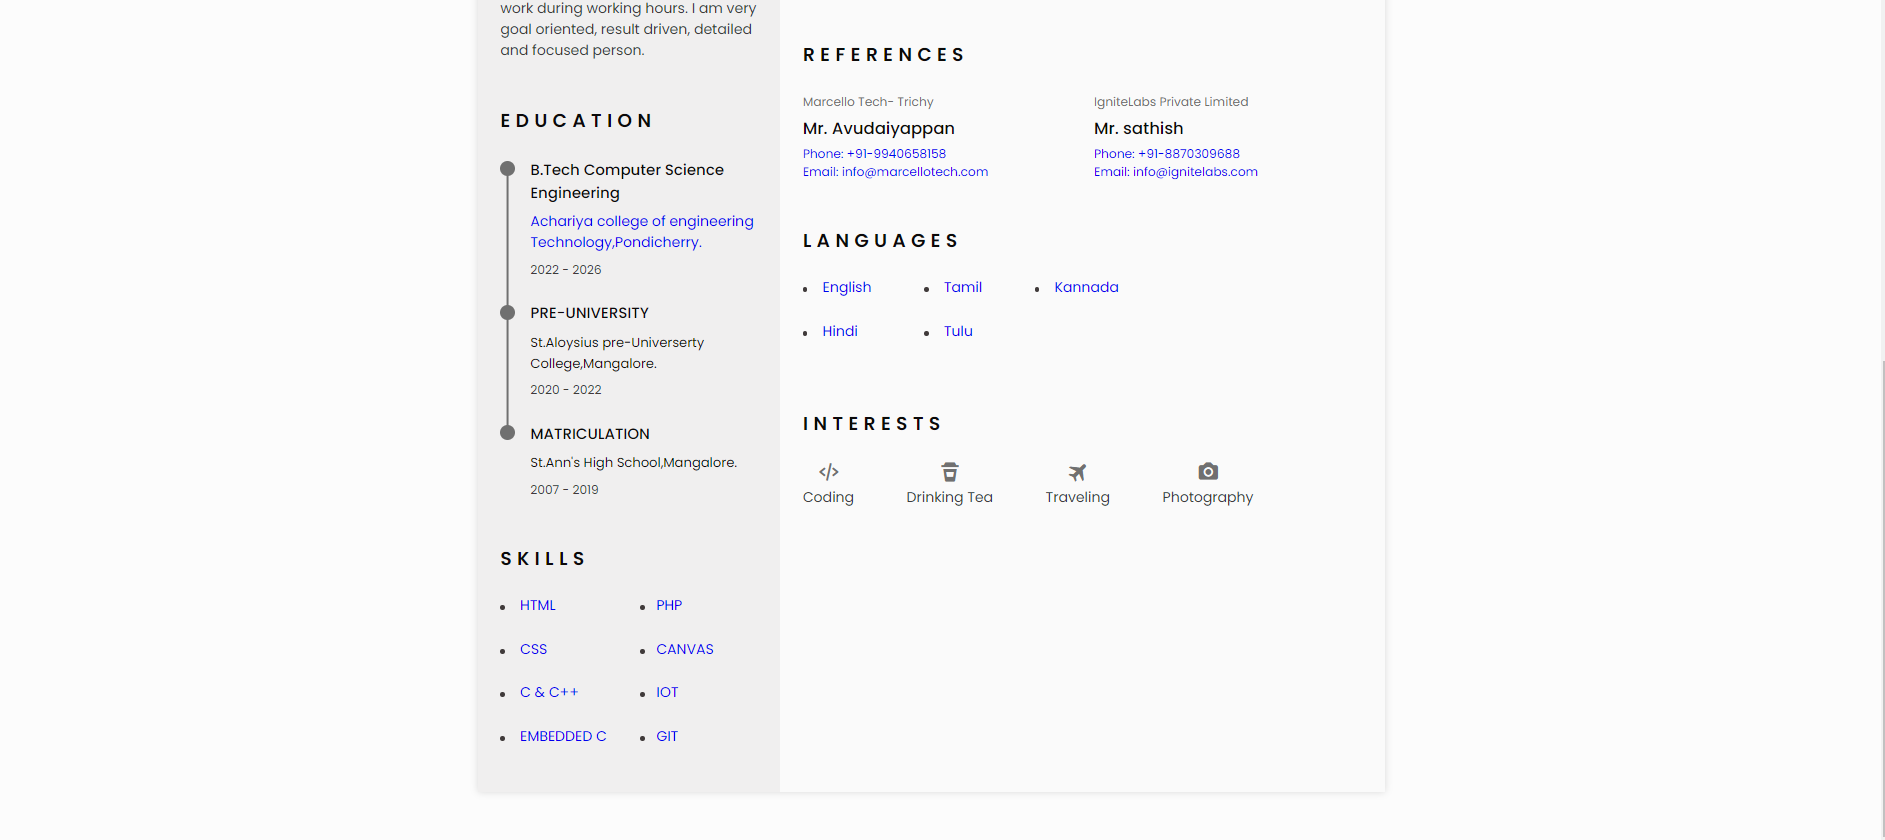 work during working hours. I am very
goal oriented, result driven, detailed
and focused person.
EDUCATION
B.Tech Computer Science
Engineering
Achariya college of engineering
Technology,Pondicherry.
2022 - 2026
PRE-UNIVERSITY
St.Aloysius pre-Universerty
College,Mangalore.
2020 - 2022
MATRICULATION
St.Ann's High School,Mangalore.
2007 - 2019
SKILLS
HTML
PHP
CSS
CANVAS
C & C++
IOT
EMBEDDED C
GIT
REFERENCES
Marcello Tech- Trichy
Mr. Avudaiyappan
Phone: +91-9940658158
Email: info@marcellotech.com
IgniteLabs Private Limited
Mr. sathish
Phone: +91-8870309688
Email: info@ignitelabs.com
LANGUAGES
English
Tamil
Kannada
Hindi
Tulu
INTERESTS
Coding
Drinking Tea
Traveling
Photography